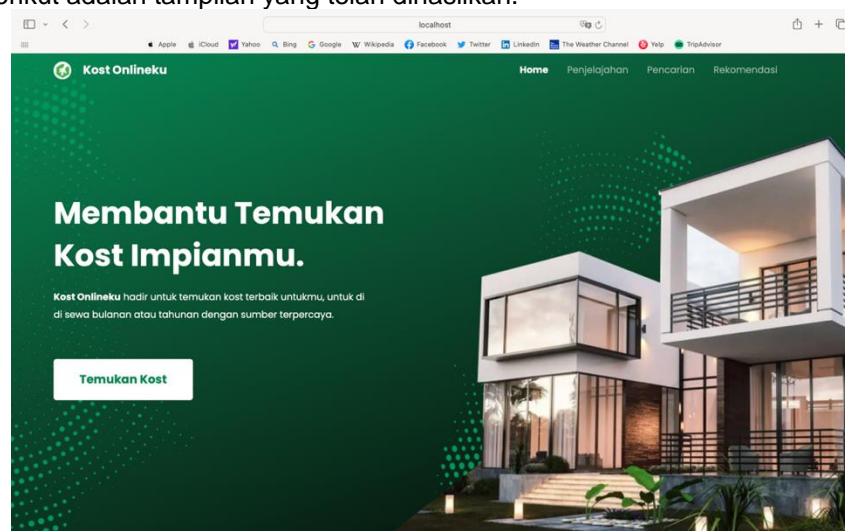 berikut adalah tampilan yang telah dihasilkan.
localhost
Apple iCloud Yahoo Bing Google Wikipedia Facebook Twitter LinkedIn The Weather Channel Yelp TripAdvisor
Kost Onlineku Home Penjelajahan Pencarian Rekomendasi
Membantu Temukan
Kost Impianmu.
Kost Onlineku hadir untuk temukan kost terbaik untukmu, untuk di
di sewa bulanan atau tahunan dengan sumber terpercaya.
Temukan Kost